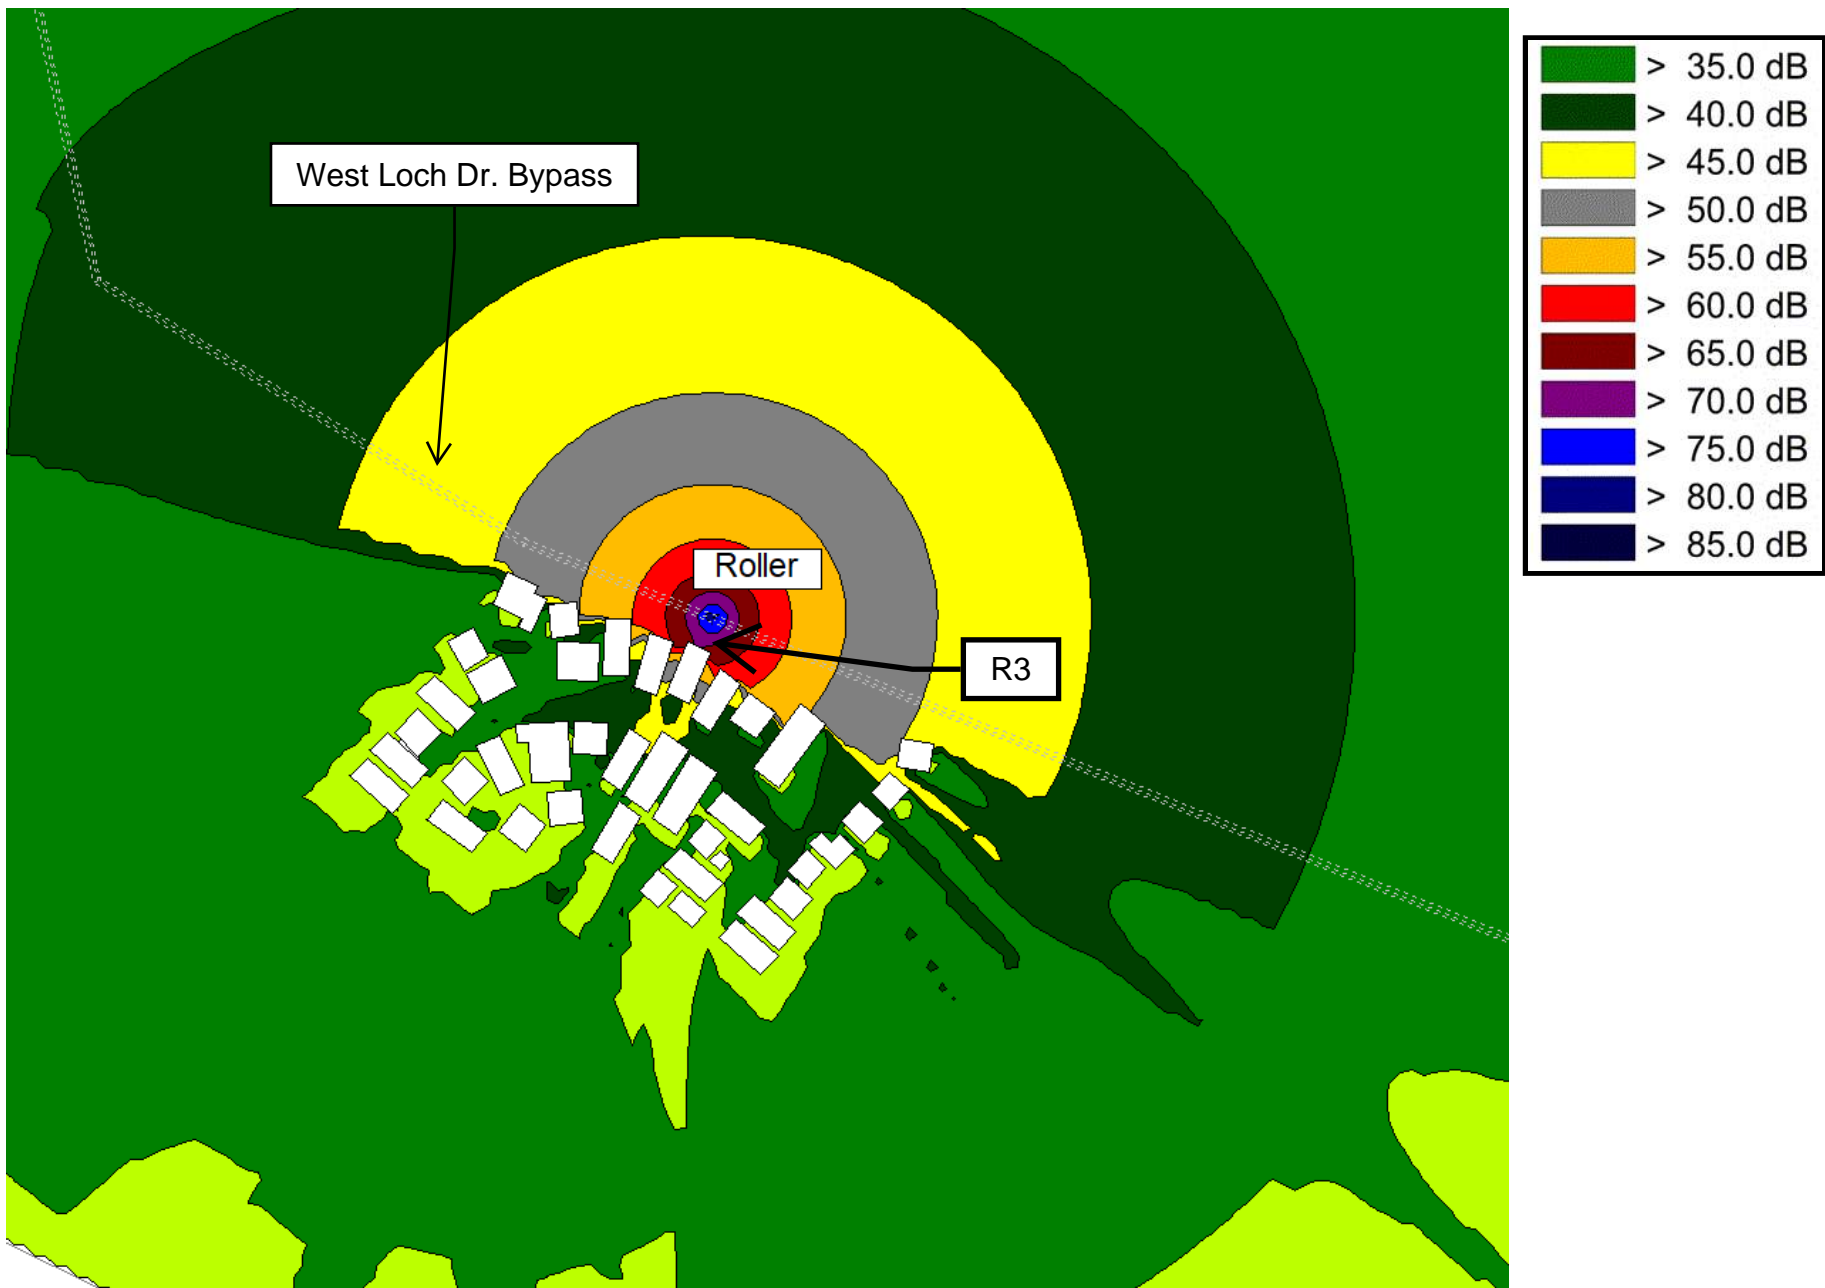 West Loch Dr. Bypass
Roller
R3
> 35.0 dB
> 40.0 dB
> 45.0 dB
> 50.0 dB
> 55.0 dB
> 60.0 dB
> 65.0 dB
> 70.0 dB
> 75.0 dB
> 80.0 dB
> 85.0 dB